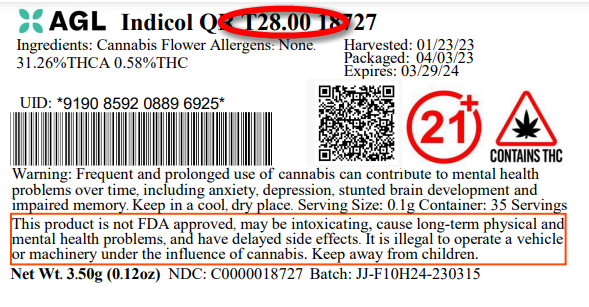 AGL Indicol QR T28.00 18727
Ingredients: Cannabis Flower Allergens: None.
31.26%THCA 0.58%THC
Harvested: 01/23/23
Packaged: 04/03/23
Expires: 03/29/24
UID: *9190 8592 0889 6925*
21+
CONTAINS THC
Warning: Frequent and prolonged use of cannabis can contribute to mental health
problems over time, including anxiety, depression, stunted brain development and
impaired memory. Keep in a cool, dry place. Serving Size: 0.1g Container: 35 Servings
This product is not FDA approved, may be intoxicating, cause long-term physical and
mental health problems, and have delayed side effects. It is illegal to operate a vehicle
or machinery under the influence of cannabis. Keep away from children.
Net Wt. 3.50g (0.12oz) NDC: C0000018727 Batch: JJ-F10H24-230315